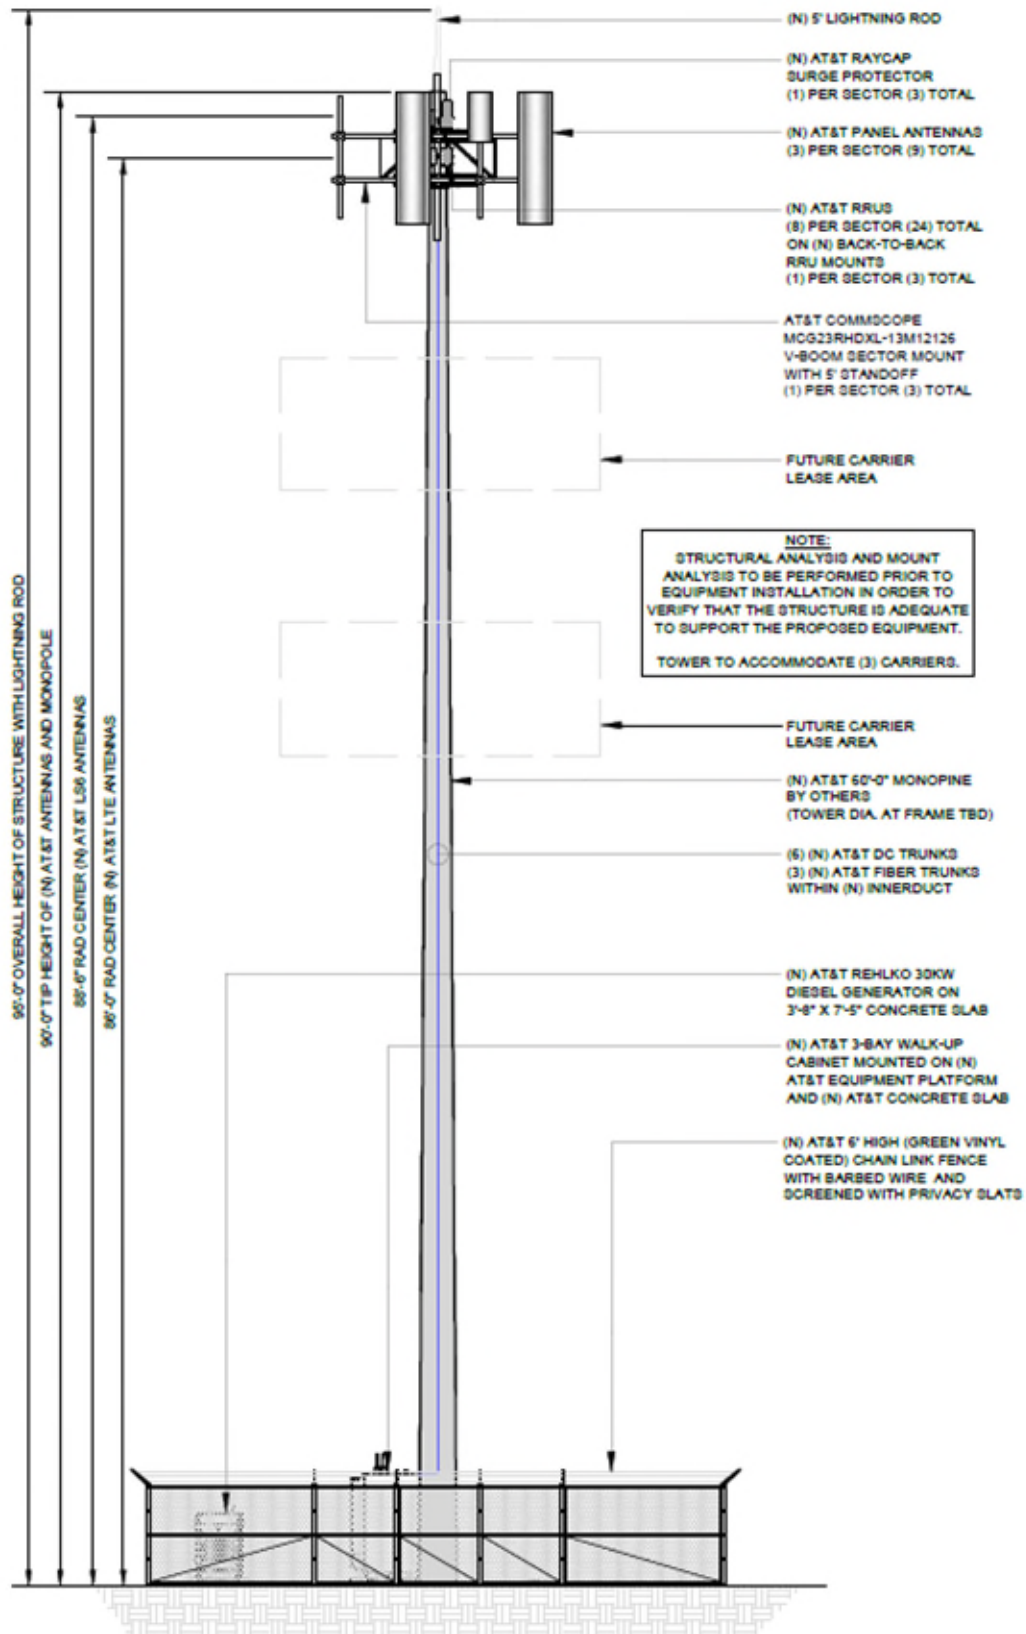 (N) 5' LIGHTNING ROD
(N) AT&T RAYCAP
SURGE PROTECTOR
(1) PER SECTOR (3) TOTAL
(N) AT&T PANEL ANTENNAS
(3) PER SECTOR (9) TOTAL
(N) AT&T RRUS
(8) PER SECTOR (24) TOTAL
ON (N) BACK-TO-BACK
RRU MOUNTS
(1) PER SECTOR (3) TOTAL
AT&T COMMSCOPE
MCG23RHDXL-13M12126
V-BOOM SECTOR MOUNT
WITH 5' STANDOFF
(1) PER SECTOR (3) TOTAL
FUTURE CARRIER
LEASE AREA
NOTE:
STRUCTURAL ANALYSIS AND MOUNT
ANALYSIS TO BE PERFORMED PRIOR TO
EQUIPMENT INSTALLATION IN ORDER TO
VERIFY THAT THE STRUCTURE IS ADEQUATE
TO SUPPORT THE PROPOSED EQUIPMENT.
TOWER TO ACCOMMODATE (3) CARRIERS.
FUTURE CARRIER
LEASE AREA
(N) AT&T 60'-0" MONOPINE
BY OTHERS
(TOWER DIA. AT FRAME TBD)
(6) (N) AT&T DC TRUNKS
(3) (N) AT&T FIBER TRUNKS
WITHIN (N) INNERDUCT
(N) AT&T REHLKO 30KW
DIESEL GENERATOR ON
3'-8" X 7'-5" CONCRETE SLAB
(N) AT&T 3-BAY WALK-UP
CABINET MOUNTED ON (N)
AT&T EQUIPMENT PLATFORM
AND (N) AT&T CONCRETE SLAB
(N) AT&T 6' HIGH (GREEN VINYL
COATED) CHAIN LINK FENCE
WITH BARBED WIRE AND
SCREENED WITH PRIVACY SLATS
95'-0" OVERALL HEIGHT OF STRUCTURE WITH LIGHTNING ROD
90'-0" TIP HEIGHT OF (N) AT&T ANTENNAS AND MONOPOLE
88'-6" RAD CENTER (N) AT&T LS6 ANTENNAS
86'-0" RAD CENTER (N) AT&T LTE ANTENNAS